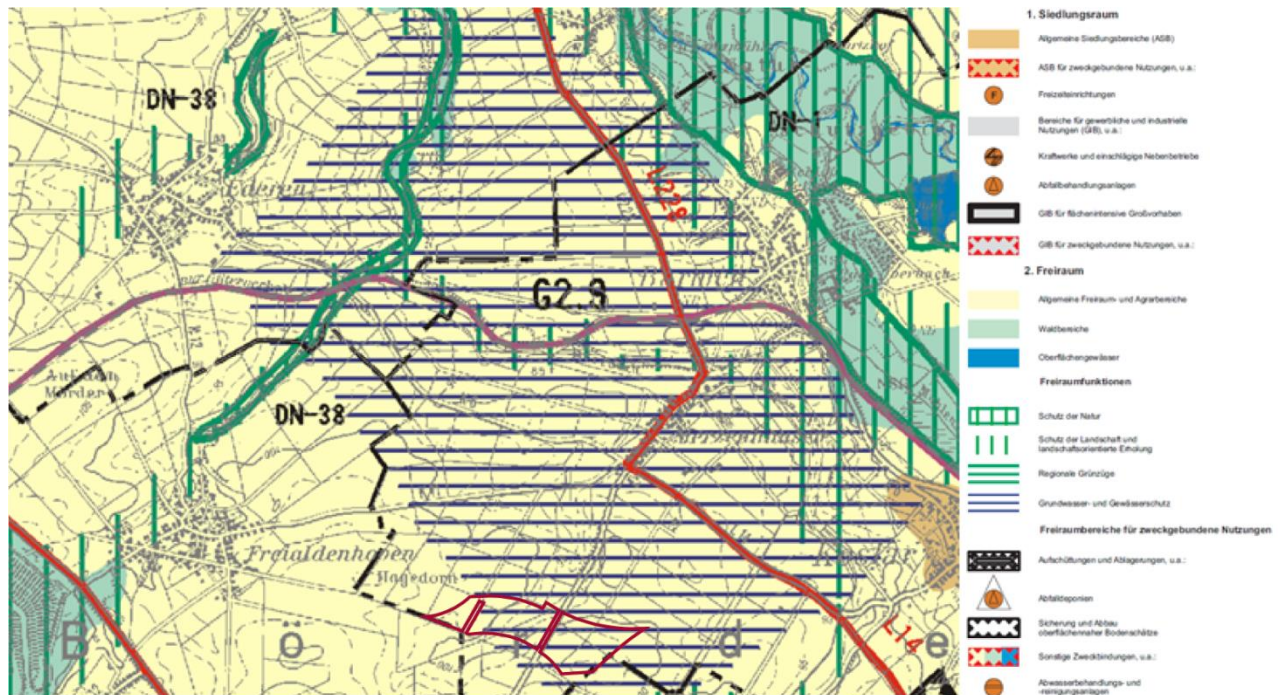 1. Siedlungsraum
Allgemeine Siedlungsbereiche (ASB)
ASB für zweckgebundene Nutzungen, u.a.:
Freizeiteinrichtungen
Bereiche für gewerbliche und industrielle
Nutzungen (GIB), u.a.:
Kraftwerke und einschlägige Nebenbetriebe
Abfallbehandlungsanlagen
GIB für flächenintensive Großvorhaben
GIB für zweckgebundene Nutzungen, u.a.:
2. Freiraum
Allgemeine Freiraum- und Agrarbereiche
Waldbereiche
Oberflächengewässer
Freiraumfunktionen
Schutz der Natur
Schutz der Landschaft und
landschaftsorientierte Erholung
Regionale Grünzüge
Grundwasser- und Gewässerschutz
Freiraumbereiche für zweckgebundene Nutzungen
Aufschüttungen und Ablagerungen, u.a.:
Abfalldeponien
Sicherung und Abbau
oberflächennaher Bodenschätze
Sonstige Zweckbindungen, u.a.:
Abwasserbehandlungs- und
-reinigungsanlagen
DN-38
DN-1
Ederen
L228
G2.9
DN-38
Freialdenhoven
Hagedorn
L14
B ö r d e